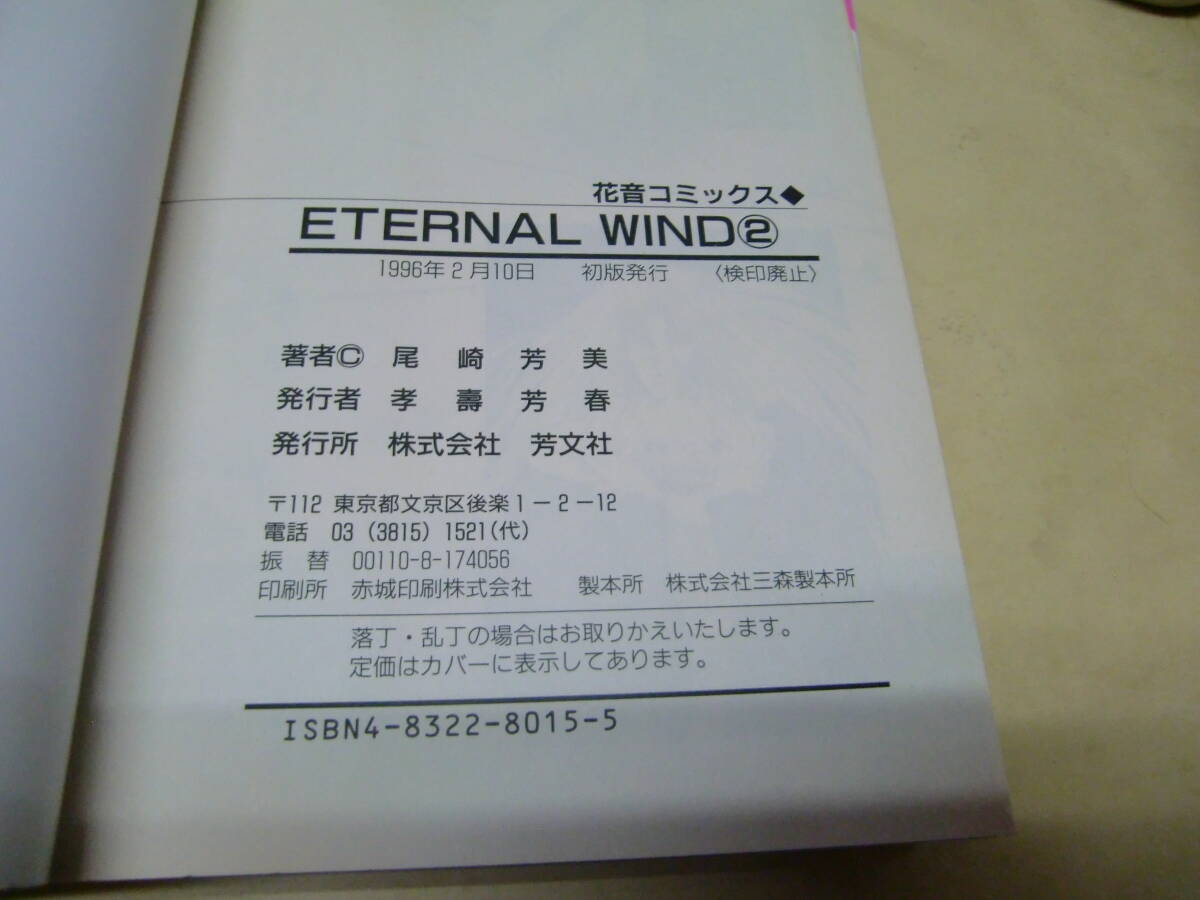 花音コミックス◆
ETERNAL WIND②
1996年2月10日 初版発行 〈検印廃止〉
著者Ⓒ 尾崎芳美
発行者 孝壽芳春
発行所 株式会社 芳文社
〒112 東京都文京区後楽1-2-12
電話 03 (3815) 1521(代)
振替 00110-8-174056
印刷所 赤城印刷株式会社 製本所 株式会社三森製本所
落丁・乱丁の場合はお取りかえいたします。
定価はカバーに表示してあります。
ISBN4-8322-8015-5